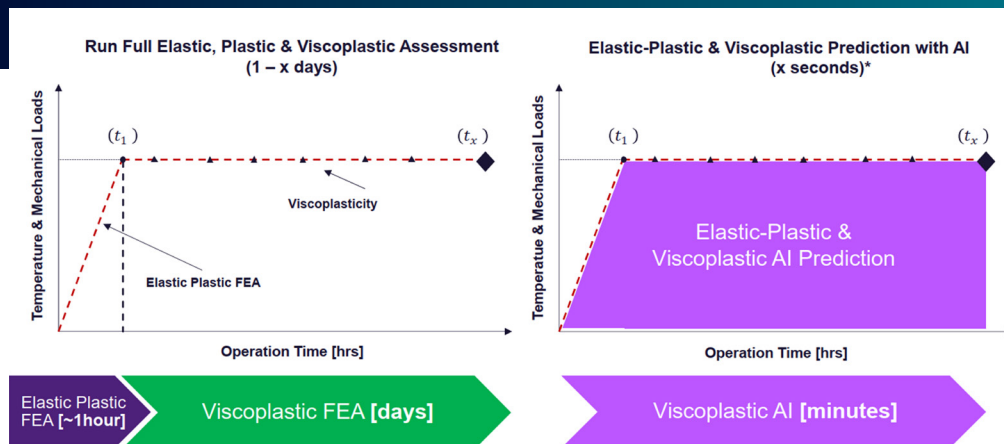 Run Full Elastic, Plastic & Viscoplastic Assessment
(1 – x days)
Temperature & Mechanical Loads
(t₁ )
(tₓ )
Viscoplasticity
Elastic Plastic FEA
Operation Time [hrs]
Elastic Plastic
FEA [~1hour]
Viscoplastic FEA [days]
Elastic-Plastic & Viscoplastic Prediction with AI
(x seconds)*
Temperatue & Mechanical Loads
(t₁ )
(tₓ )
Elastic-Plastic &
Viscoplastic AI Prediction
Operation Time [hrs]
Viscoplastic AI [minutes]